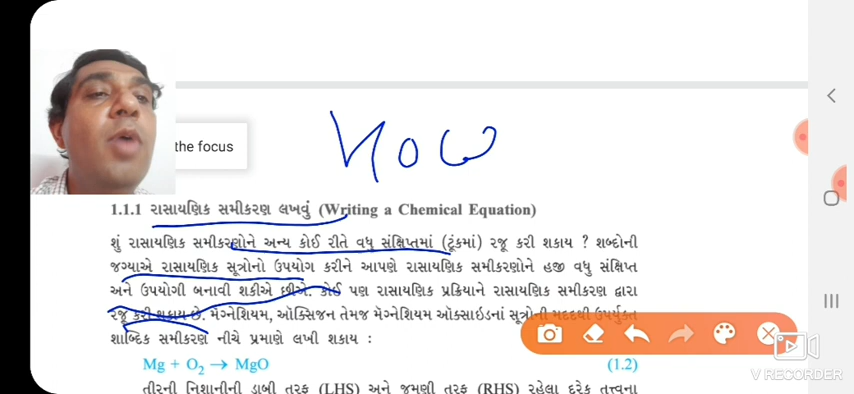 the focus
How
1.1.1 રાસાયણિક સમીકરણ લખવું (Writing a Chemical Equation)
શું રાસાયણિક સમીકરણોને અન્ય કોઈ રીતે વધુ સંક્ષિપ્તમાં (ટૂંકમાં) રજૂ કરી શકાય ? શબ્દોની
જગ્યાએ રાસાયણિક સૂત્રોનો ઉપયોગ કરીને આપણે રાસાયણિક સમીકરણોને હજી વધુ સંક્ષિપ્ત
અને ઉપયોગી બનાવી શકીએ છીએ. કોઈ પણ રાસાયણિક પ્રક્રિયાને રાસાયણિક સમીકરણ દ્વારા
રજૂ કરી શકાય છે. મૅગ્નેશિયમ, ઑક્સિજન તેમજ મૅગ્નેશિયમ ઑક્સાઇડનાં સૂત્રોની મદદથી ઉપર્યુક્ત
શાબ્દિક સમીકરણ નીચે પ્રમાણે લખી શકાય :
Mg + O₂ → MgO (1.2)
તીરની નિશાનીની ડાબી તરફ (LHS) અને જમણી તરફ (RHS) રહેલા દરેક તત્ત્વના
V RECORDER